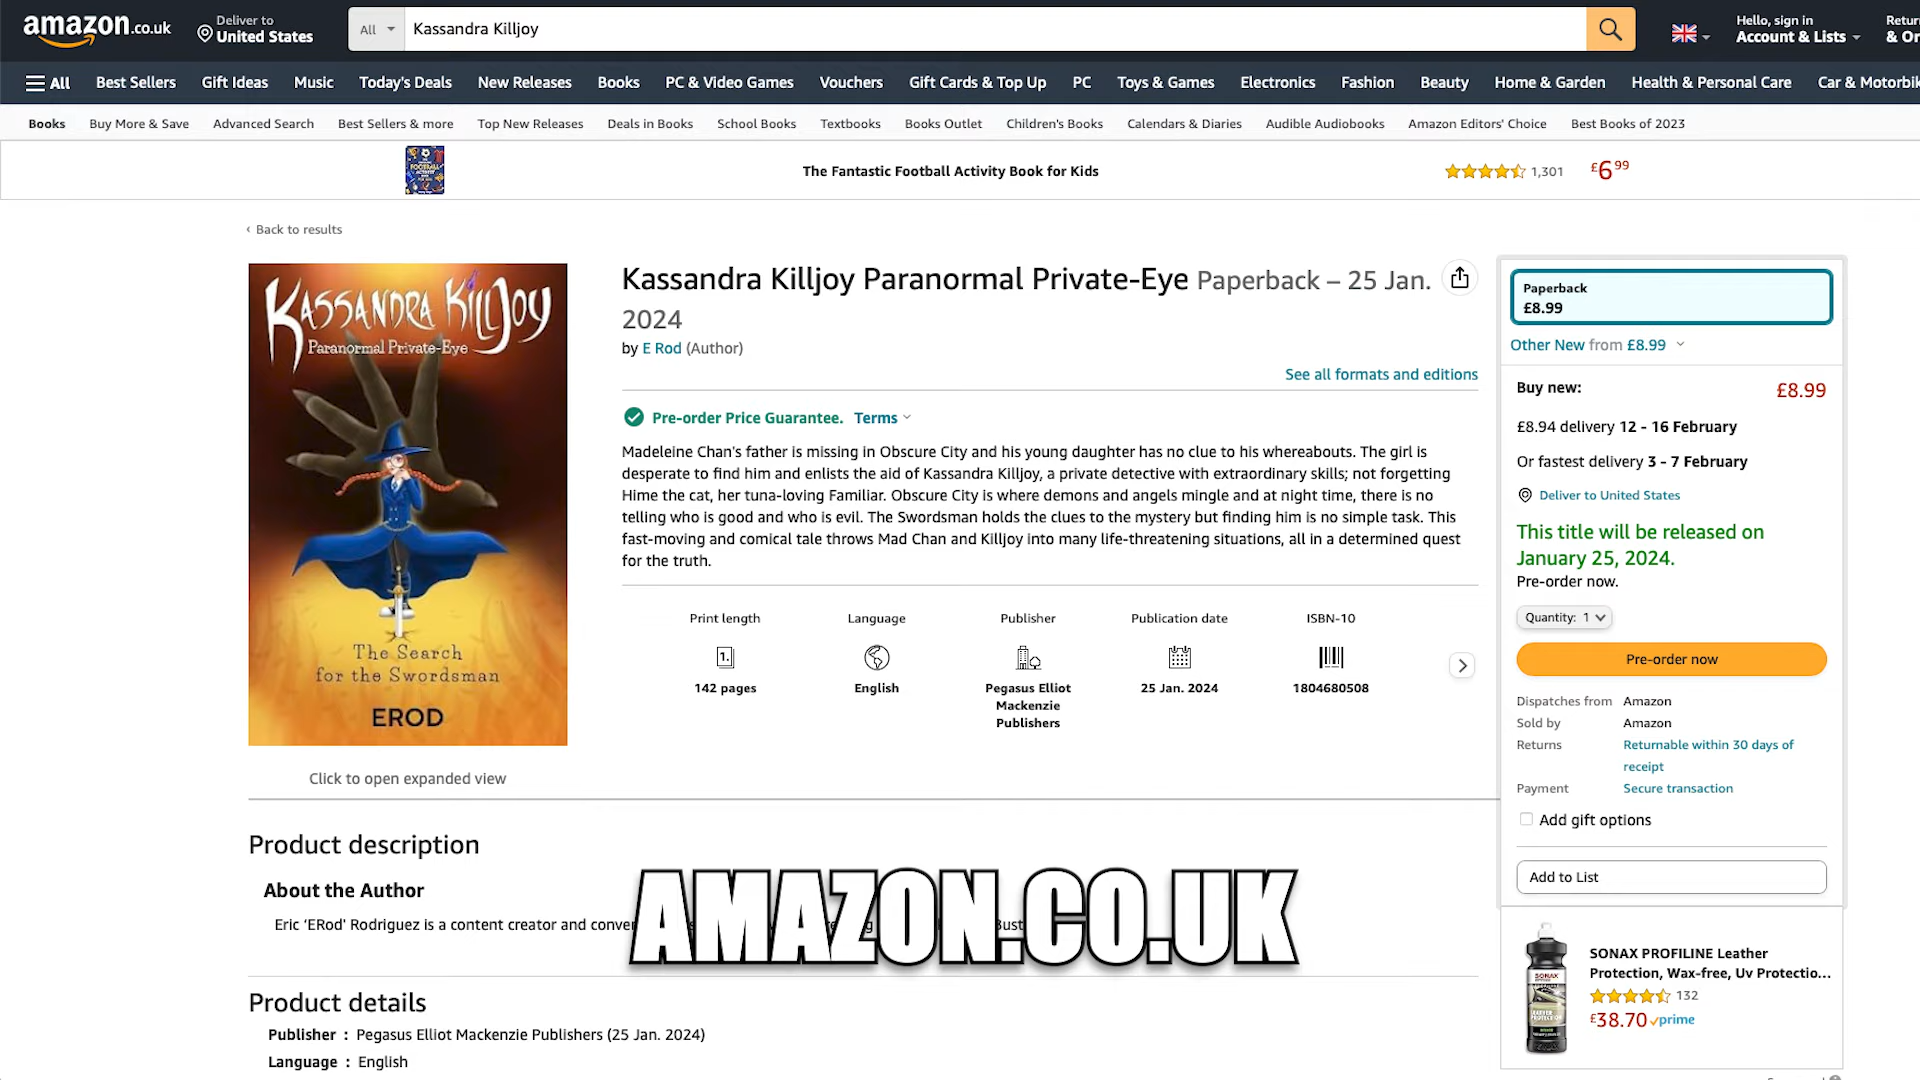 amazon.co.uk
Deliver to
United States
All
Kassandra Killjoy
Hello, sign in
Account & Lists
Retur
& Or
All
Best Sellers
Gift Ideas
Music
Today's Deals
New Releases
Books
PC & Video Games
Vouchers
Gift Cards & Top Up
PC
Toys & Games
Electronics
Fashion
Beauty
Home & Garden
Health & Personal Care
Car & Motorbik
Books
Buy More & Save
Advanced Search
Best Sellers & more
Top New Releases
Deals in Books
School Books
Textbooks
Books Outlet
Children's Books
Calendars & Diaries
Audible Audiobooks
Amazon Editors' Choice
Best Books of 2023
The Fantastic Football Activity Book for Kids
1,301
£6⁹⁹
‹ Back to results
Kassandra Killjoy
Paranormal Private-Eye
The Search
for the Swordsman
EROD
Click to open expanded view
Kassandra Killjoy Paranormal Private-Eye Paperback – 25 Jan.
2024
by E Rod (Author)
See all formats and editions
Pre-order Price Guarantee. Terms
Madeleine Chan's father is missing in Obscure City and his young daughter has no clue to his whereabouts. The girl is
desperate to find him and enlists the aid of Kassandra Killjoy, a private detective with extraordinary skills; not forgetting
Hime the cat, her tuna-loving Familiar. Obscure City is where demons and angels mingle and at night time, there is no
telling who is good and who is evil. The Swordsman holds the clues to the mystery but finding him is no simple task. This
fast-moving and comical tale throws Mad Chan and Killjoy into many life-threatening situations, all in a determined quest
for the truth.
Print length
1.
142 pages
Language
English
Publisher
Pegasus Elliot
Mackenzie
Publishers
Publication date
25 Jan. 2024
ISBN-10
1804680508
Paperback
£8.99
Other New from £8.99
Buy new:
£8.99
£8.94 delivery 12 - 16 February
Or fastest delivery 3 - 7 February
Deliver to United States
This title will be released on
January 25, 2024.
Pre-order now.
Quantity: 1
Pre-order now
Dispatches from Amazon
Sold by Amazon
Returns Returnable within 30 days of
receipt
Payment Secure transaction
Add gift options
Add to List
SONAX
SONAX PROFILINE Leather
Protection, Wax-free, Uv Protectio...
132
£38.70 prime
Product description
About the Author
Eric ‘ERod' Rodriguez is a content creator and conver
AMAZON.CO.UK
Product details
Publisher : Pegasus Elliot Mackenzie Publishers (25 Jan. 2024)
Language : English